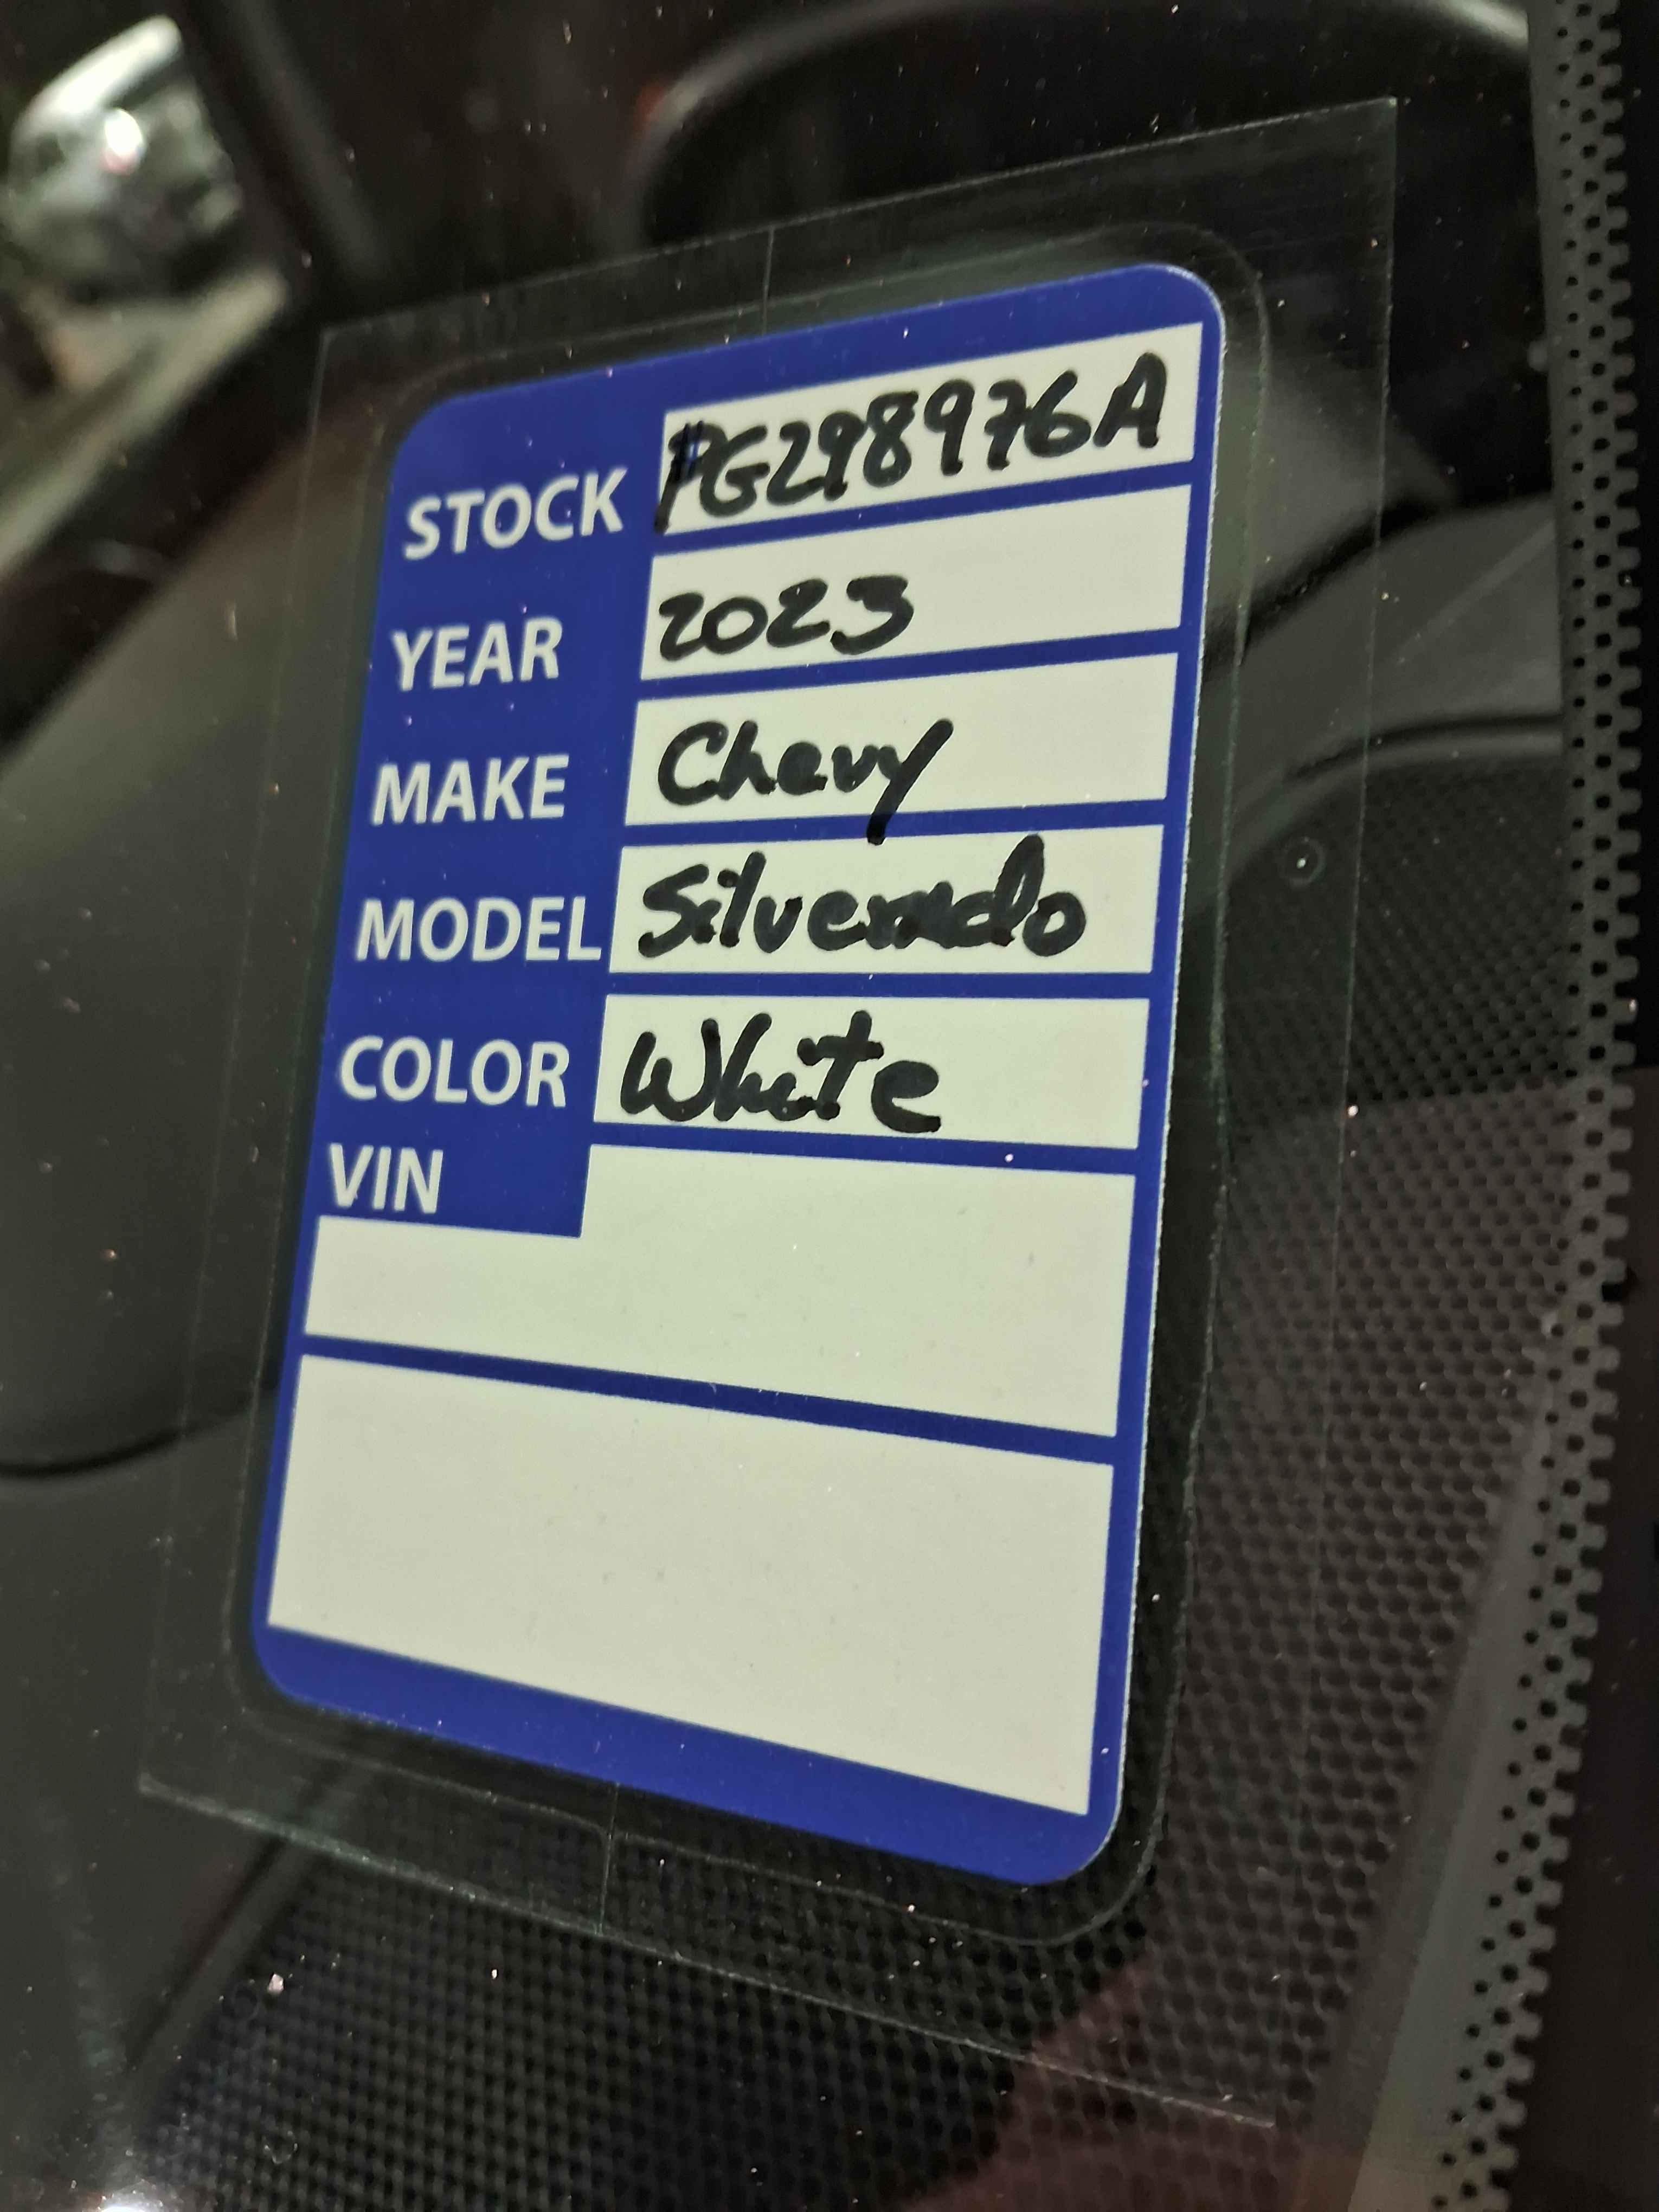 STOCK PG298976A
YEAR 2023
MAKE Chevy
MODEL Silverado
COLOR White
VIN